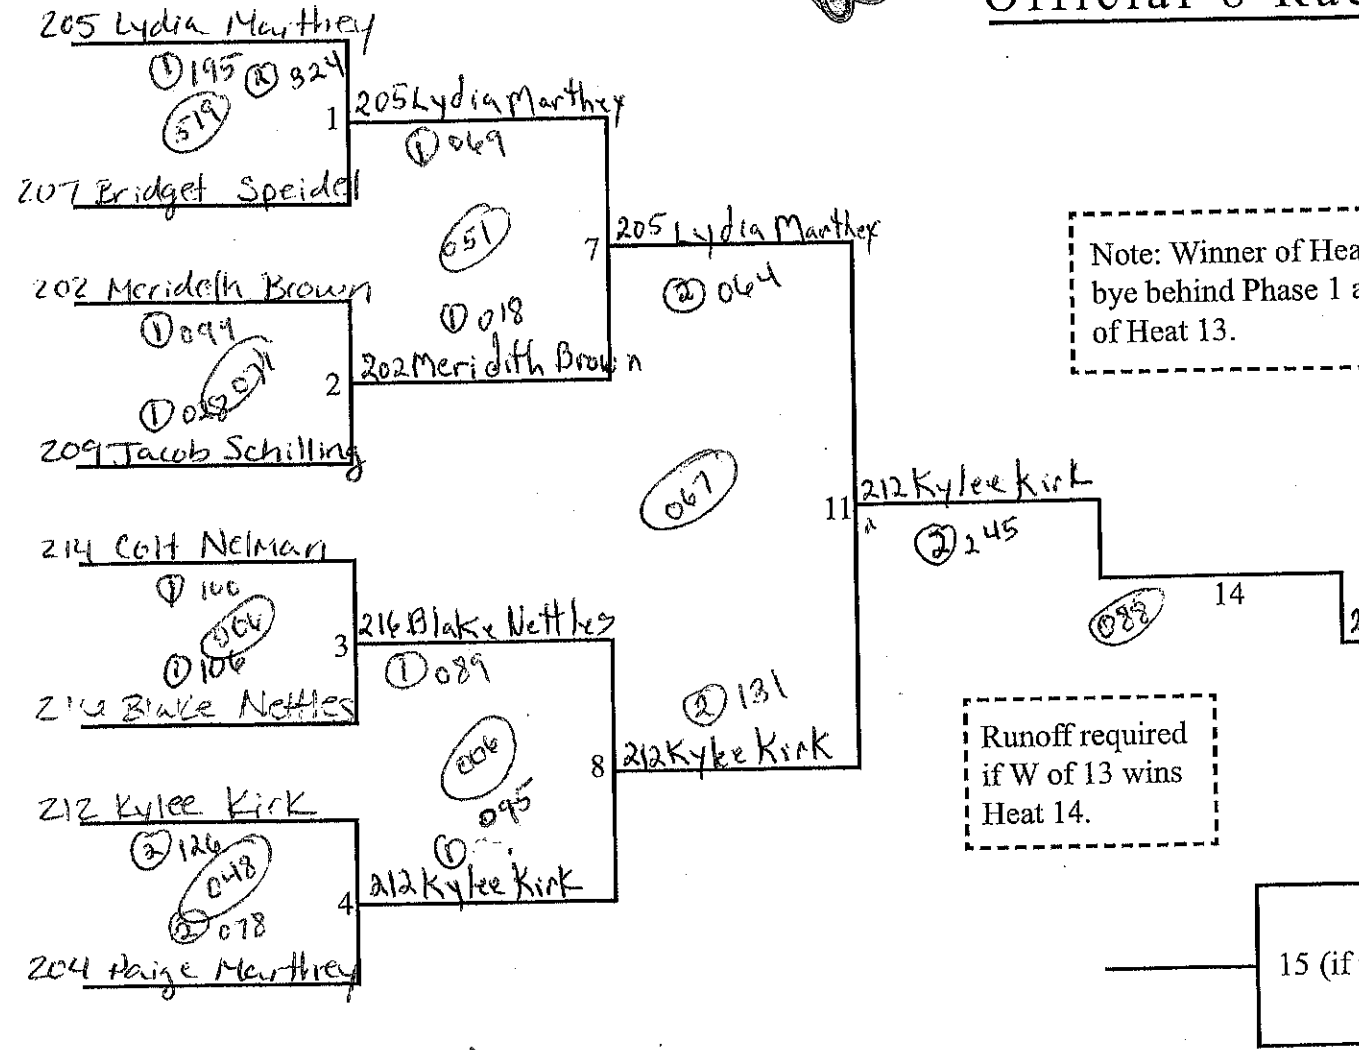 205 Lydia Marthey
① 195 ② 324
519
1
207 Bridget Speidel
205 Lydia Marthey
① 069
051
7
① 018
202 Meridith Brown
202 Merideth Brown
① 099
071
① 028
2
209 Jacob Schilling
205 Lydia Marthey
② 064
067
11
② 131
212 Kylee Kirk
214 Colt Nelman
① 100
006
① 106
3
216 Blake Nettles
216 Blake Nettles
① 089
006
8
① 095
212 Kylee Kirk
212 Kylee Kirk
② 126
048
② 078
4
204 Paige Marthey
212 Kylee Kirk
② 245
088
14
Note: Winner of Hea
bye behind Phase 1 a
of Heat 13.
Runoff required
if W of 13 wins
Heat 14.
15 (if